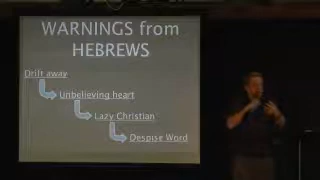 WARNINGS from
HEBREWS
Drift away
Unbelieving heart
Lazy Christian
Despise Word